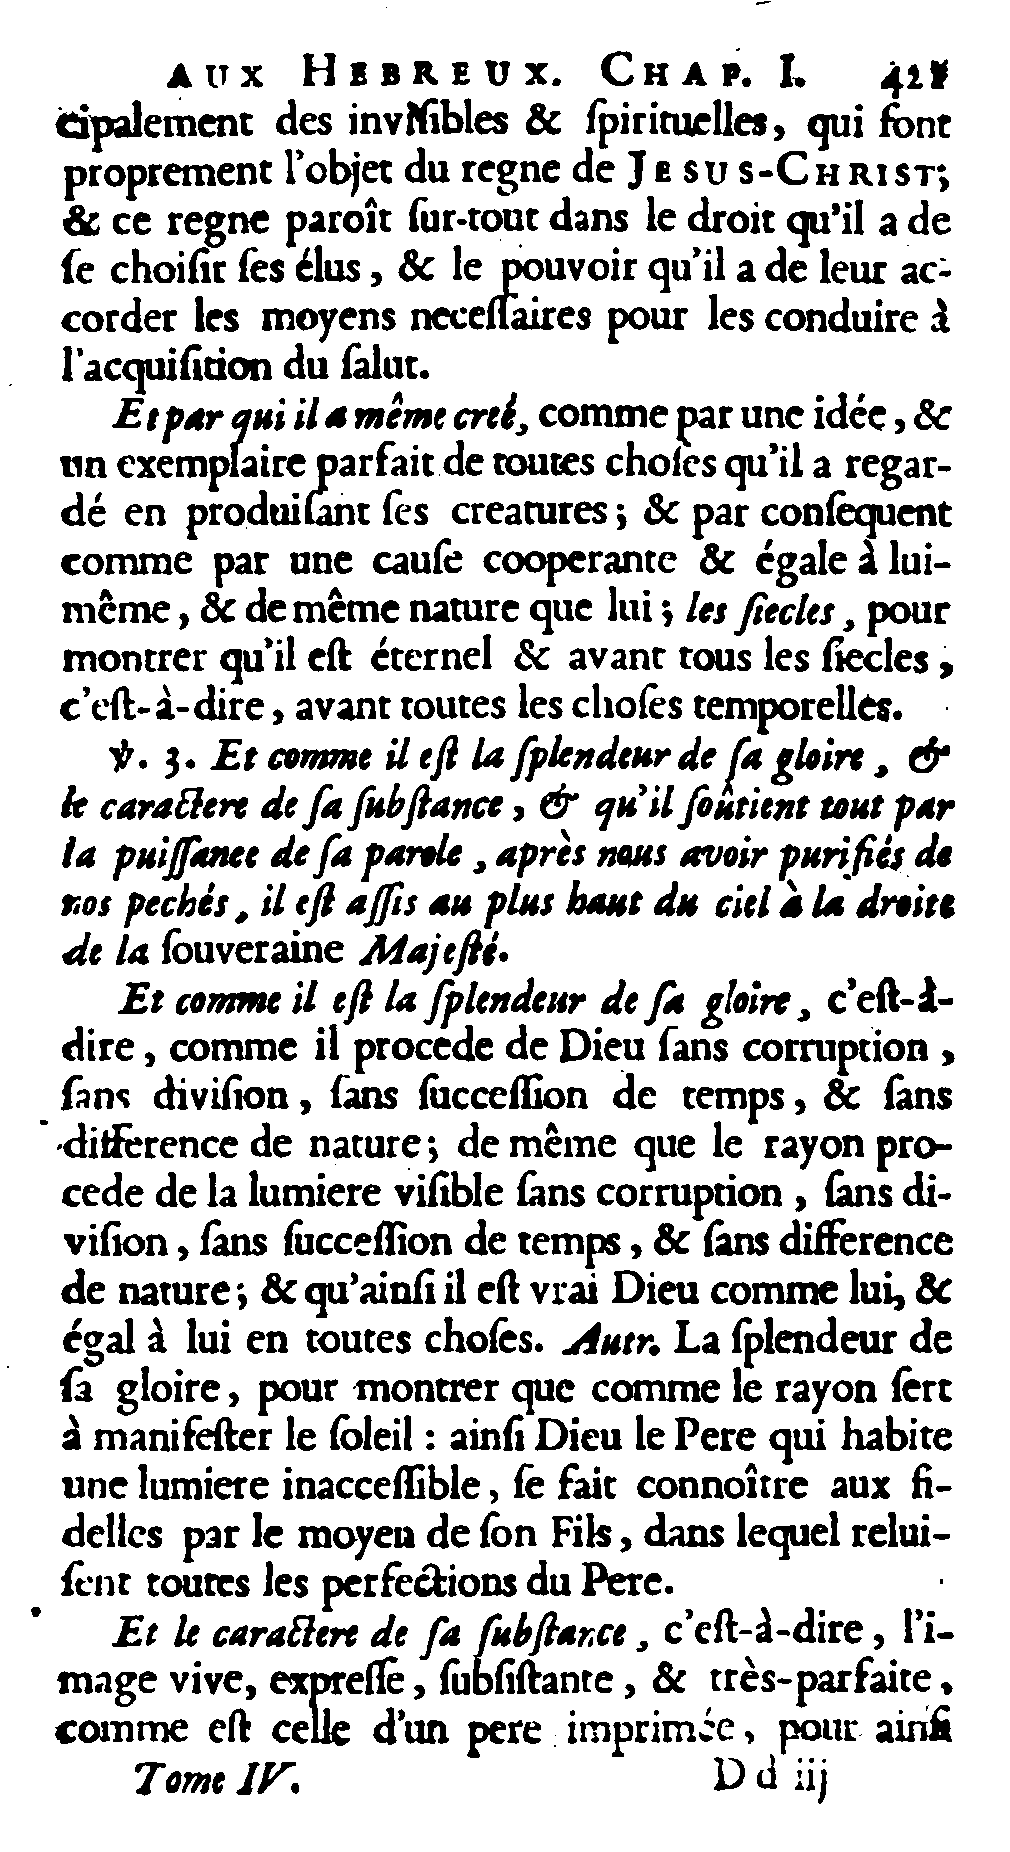 AUX HEBREUX. CHAP. I. 421
cipalement des invisibles & ſpirituelles, qui ſont
proprement l'objet du regne de JESUS-CHRIST;
& ce regne paroît ſur-tout dans le droit qu'il a de
ſe choiſir ſes élus, & le pouvoir qu'il a de leur ac-
corder les moyens neceſſaires pour les conduire à
l'acquiſition du ſalut.
Et par qui il a même creé, comme par une idée, &
un exemplaire parfait de toutes choſes qu'il a regar-
dé en produiſant ſes creatures; & par conſequent
comme par une cauſe cooperante & égale à lui-
même, & de même nature que lui; les ſiecles, pour
montrer qu'il eſt éternel & avant tous les ſiecles,
c'eſt-à-dire, avant toutes les choſes temporelles.
℣. 3. Et comme il eſt la ſplendeur de ſa gloire, &
le caractere de ſa ſubſtance, & qu'il ſoûtient tout par
la puiſſance de ſa parole, après nous avoir purifiés de
nos pechés, il eſt aſſis au plus haut du ciel à la droite
de la ſouveraine Majeſté.
Et comme il eſt la ſplendeur de ſa gloire, c'eſt-à-
dire, comme il procede de Dieu ſans corruption,
ſans diviſion, ſans ſucceſſion de temps, & ſans
difference de nature; de même que le rayon pro-
cede de la lumiere viſible ſans corruption, ſans di-
viſion, ſans ſucceſſion de temps, & ſans difference
de nature; & qu'ainſi il eſt vrai Dieu comme lui, &
égal à lui en toutes choſes. Autr. La ſplendeur de
ſa gloire, pour montrer que comme le rayon ſert
à manifeſter le ſoleil : ainſi Dieu le Pere qui habite
une lumiere inacceſſible, ſe fait connoître aux fi-
delles par le moyen de ſon Fils, dans lequel relui-
ſent toutes les perfections du Pere.
Et le caractere de ſa ſubſtance, c'eſt-à-dire, l'i-
mage vive, expreſſe, ſubſiſtante, & très-parfaite,
comme eſt celle d'un pere imprimée, pour ainſi
Tome IV. D d iij